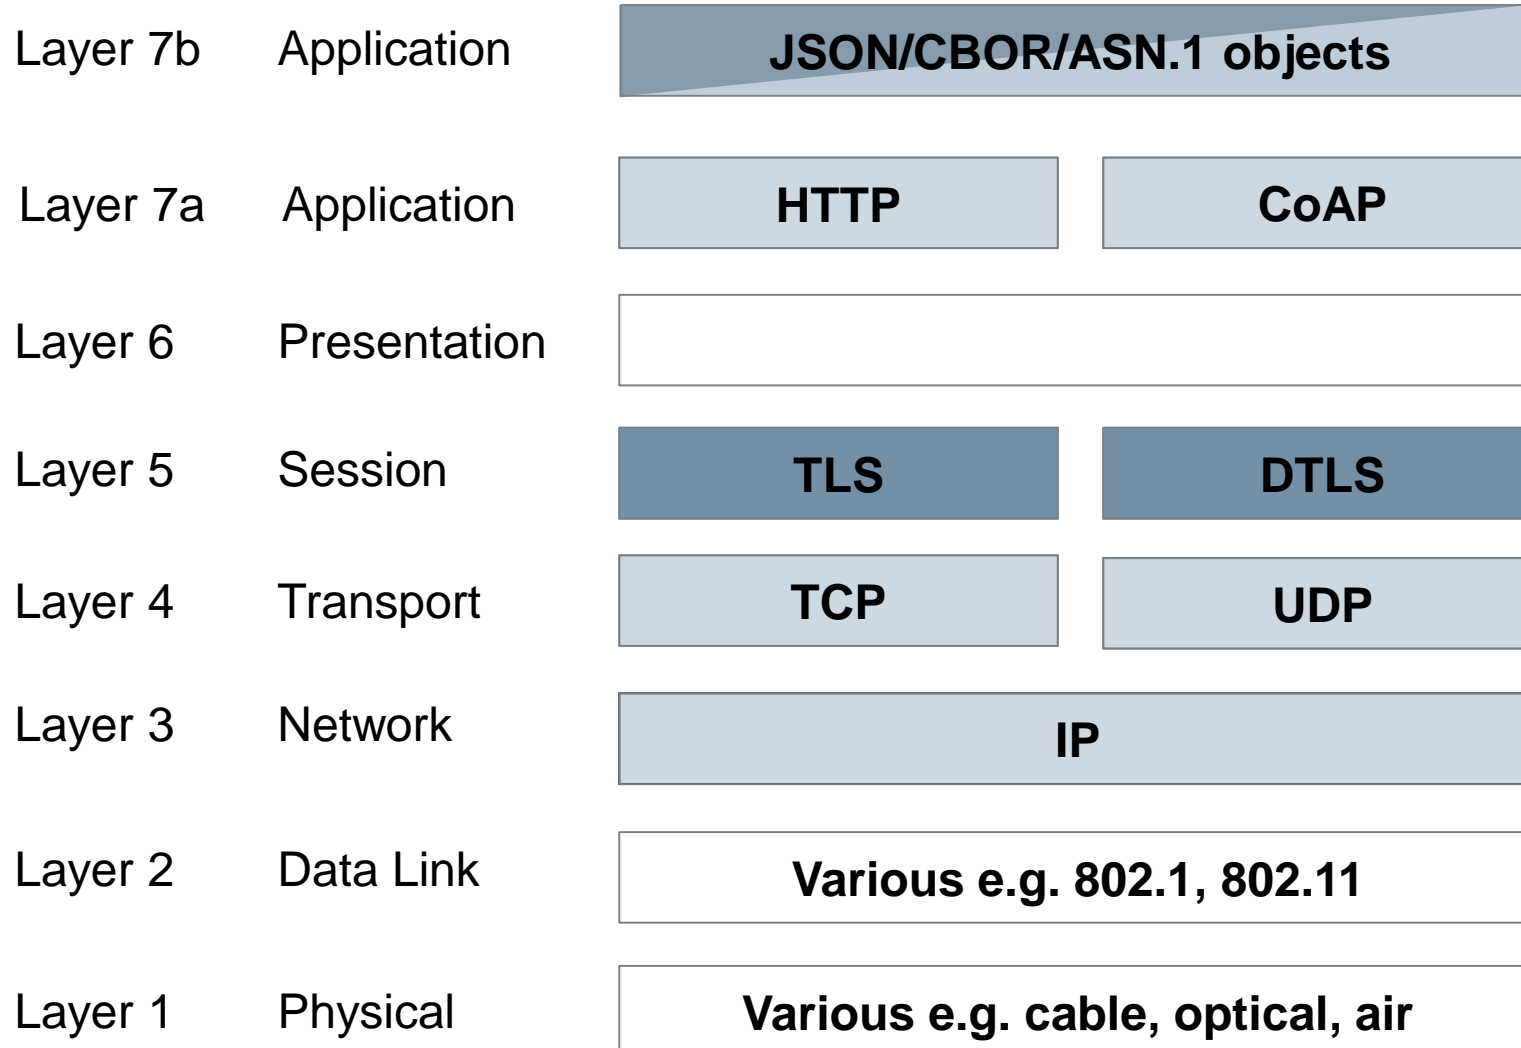 Layer 7b Application JSON/CBOR/ASN.1 objects
Layer 7a Application HTTP CoAP
Layer 6 Presentation
Layer 5 Session TLS DTLS
Layer 4 Transport TCP UDP
Layer 3 Network IP
Layer 2 Data Link Various e.g. 802.1, 802.11
Layer 1 Physical Various e.g. cable, optical, air